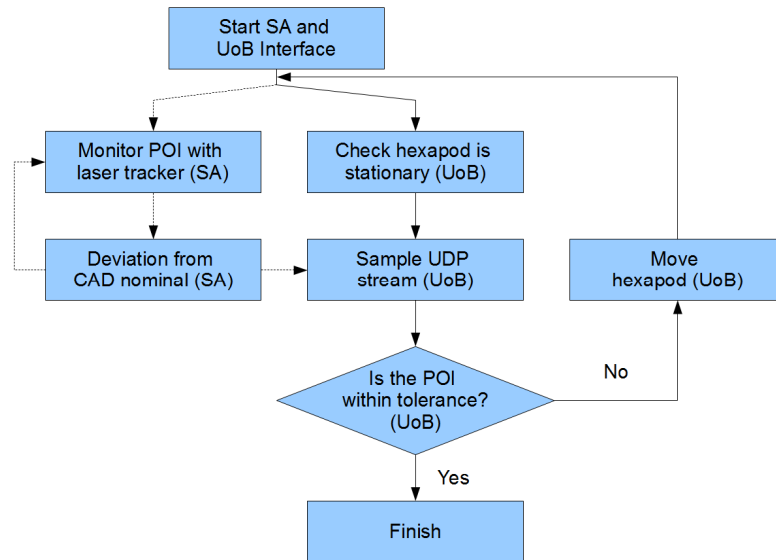 Start SA and
UoB Interface
Monitor POI with
laser tracker (SA)
Check hexapod is
stationary (UoB)
Deviation from
CAD nominal (SA)
Sample UDP
stream (UoB)
Move
hexapod (UoB)
Is the POI
within tolerance?
(UoB)
No
Yes
Finish